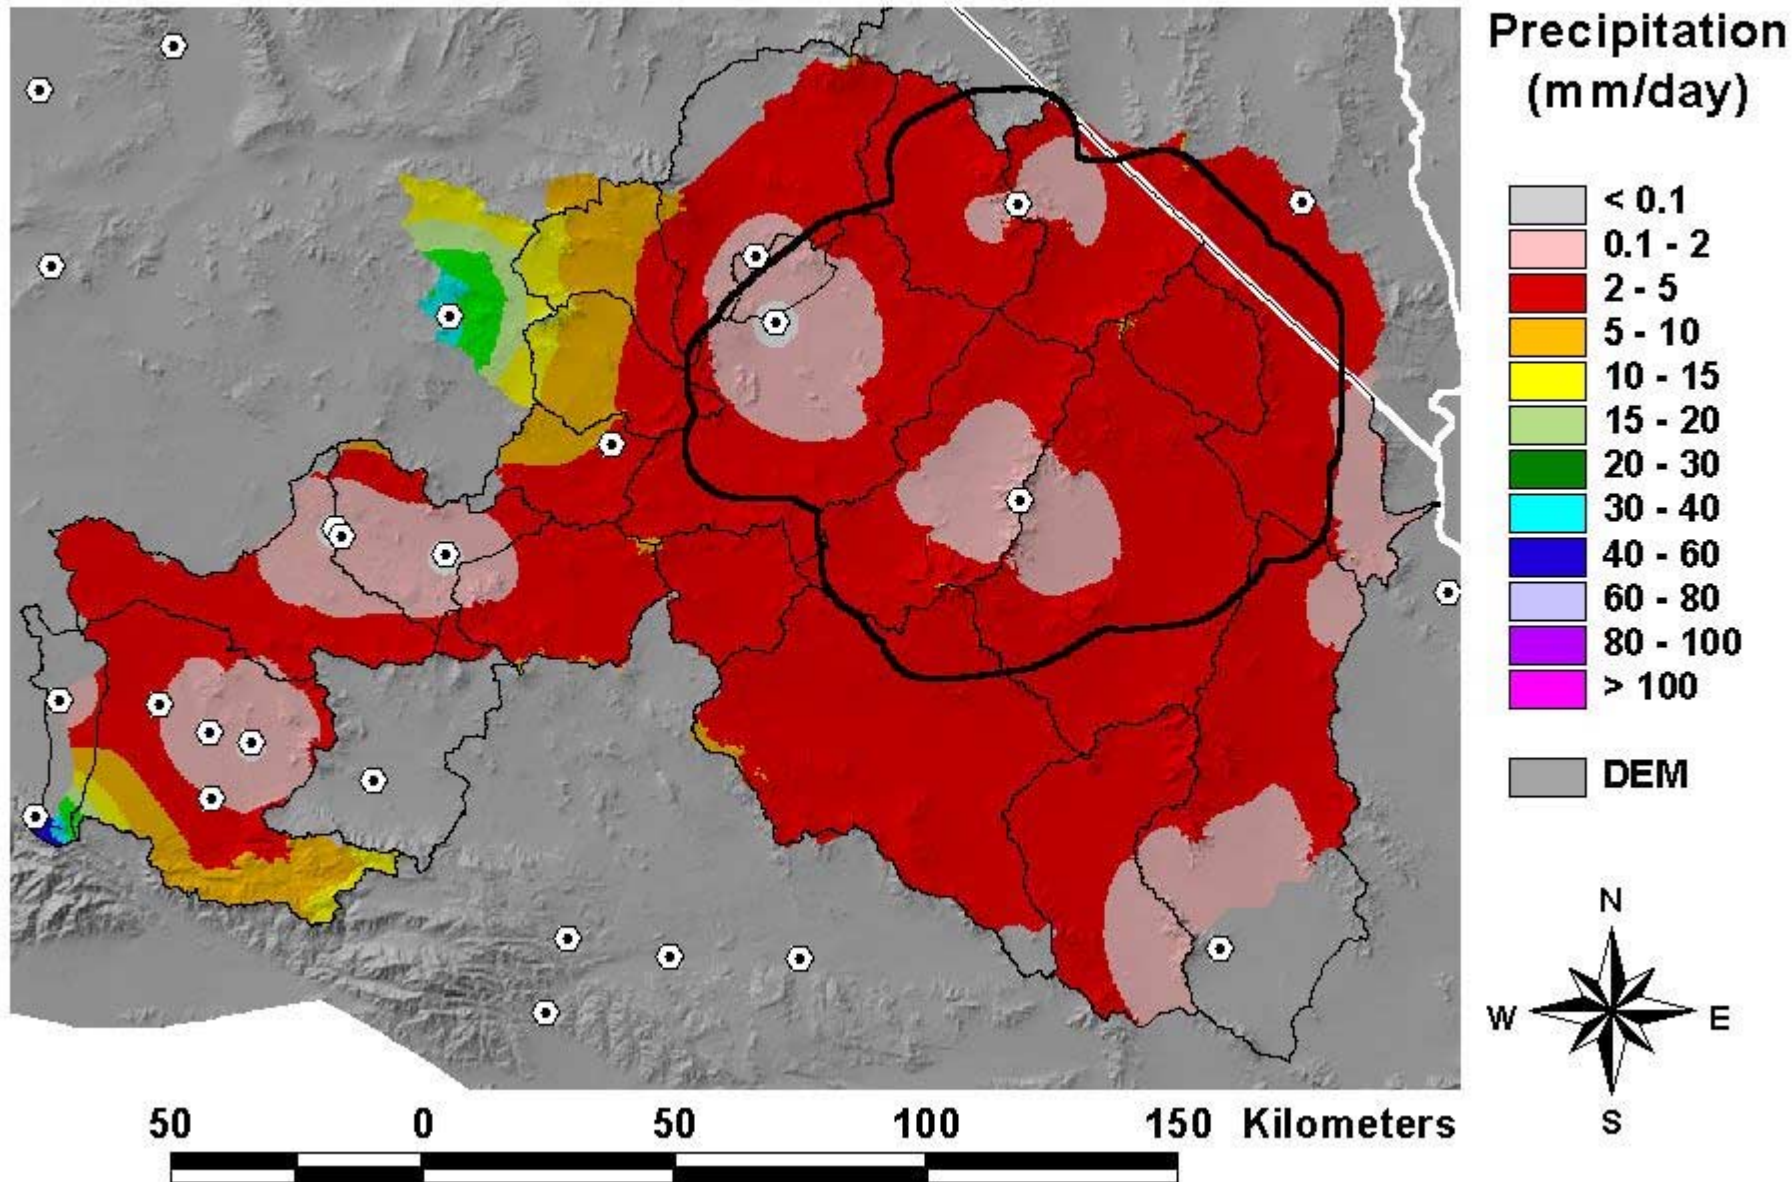 Precipitation
(mm/day)
< 0.1
0.1 - 2
2 - 5
5 - 10
10 - 15
15 - 20
20 - 30
30 - 40
40 - 60
60 - 80
80 - 100
> 100
DEM
N
W E
S
50 0 50 100 150 Kilometers